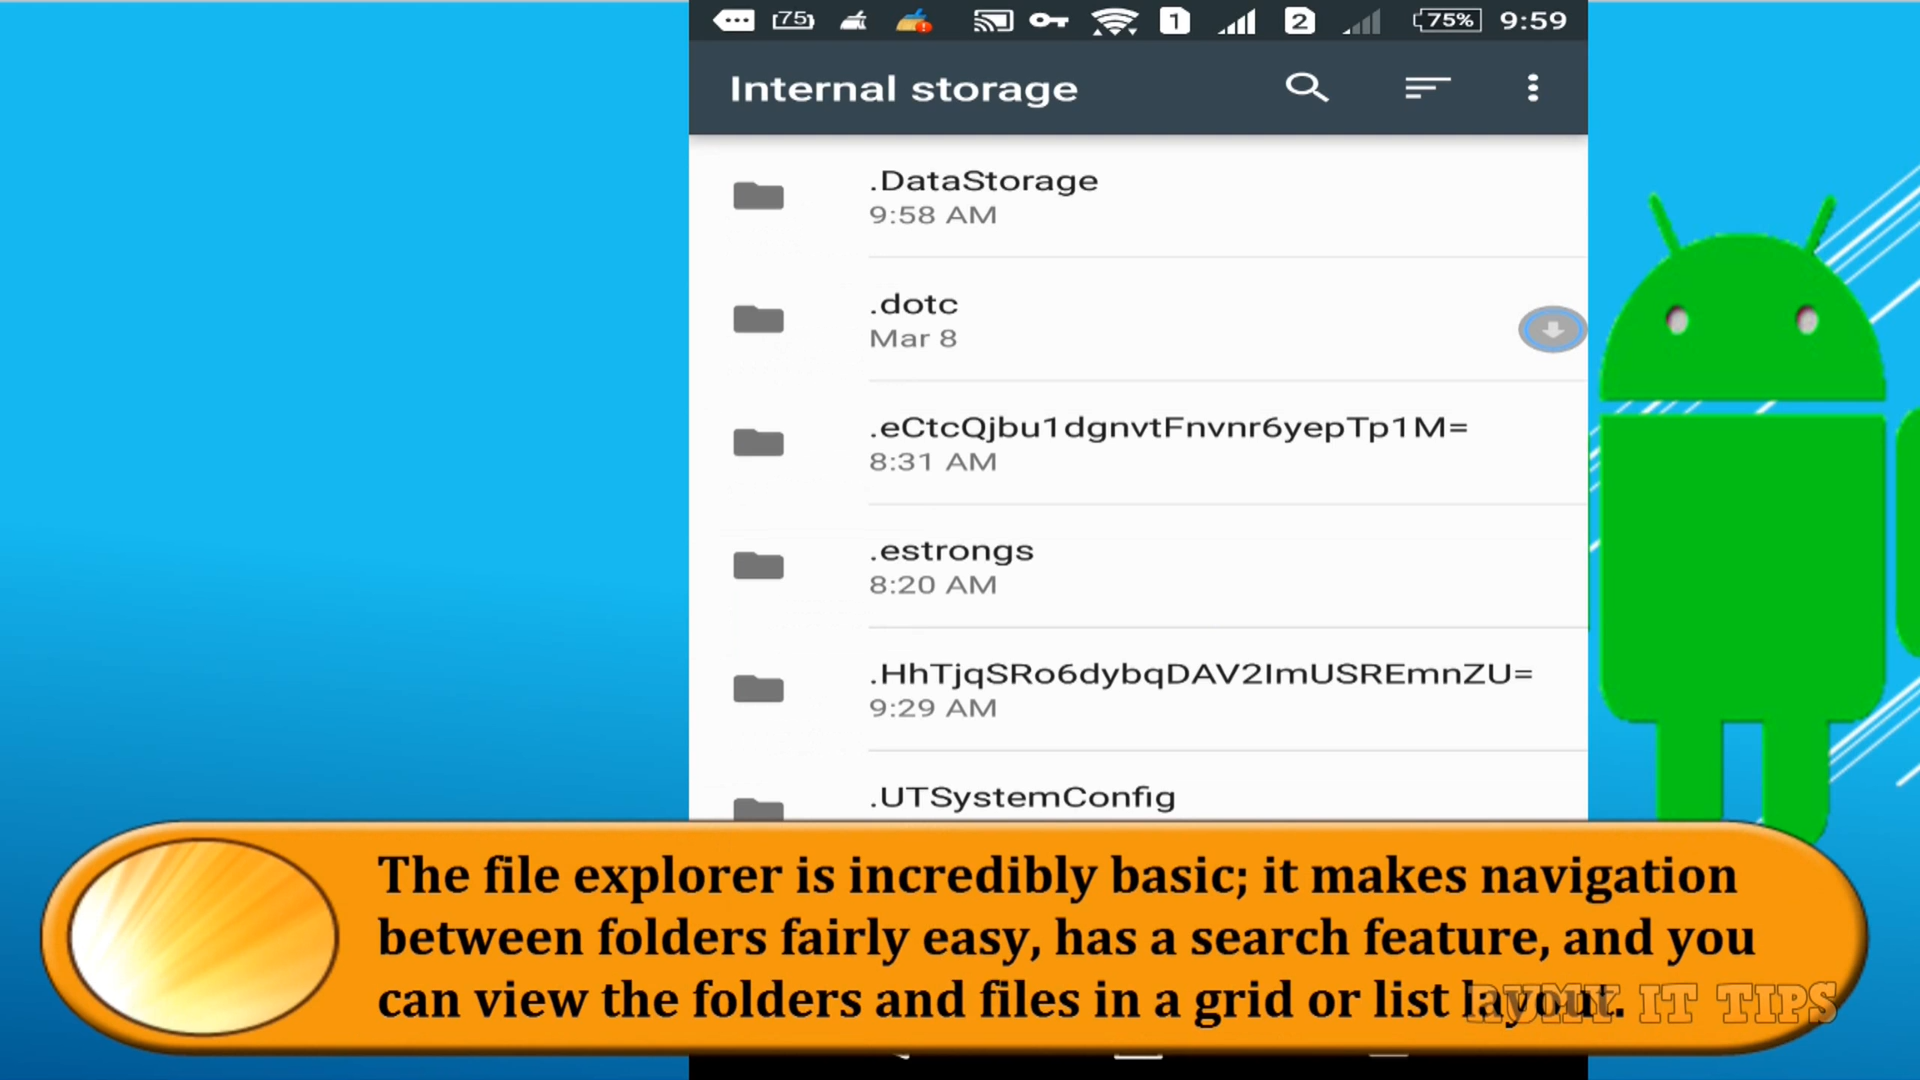 75 1 2 75% 9:59
Internal storage
.DataStorage
9:58 AM
.dotc
Mar 8
.eCtcQjbu1dgnvtFnvnr6yepTp1M=
8:31 AM
.estrongs
8:20 AM
.HhTjqSRo6dybqDAV2ImUSREmnZU=
9:29 AM
.UTSystemConfig
The file explorer is incredibly basic; it makes navigation
between folders fairly easy, has a search feature, and you
can view the folders and files in a grid or list layout.
IT TIPS